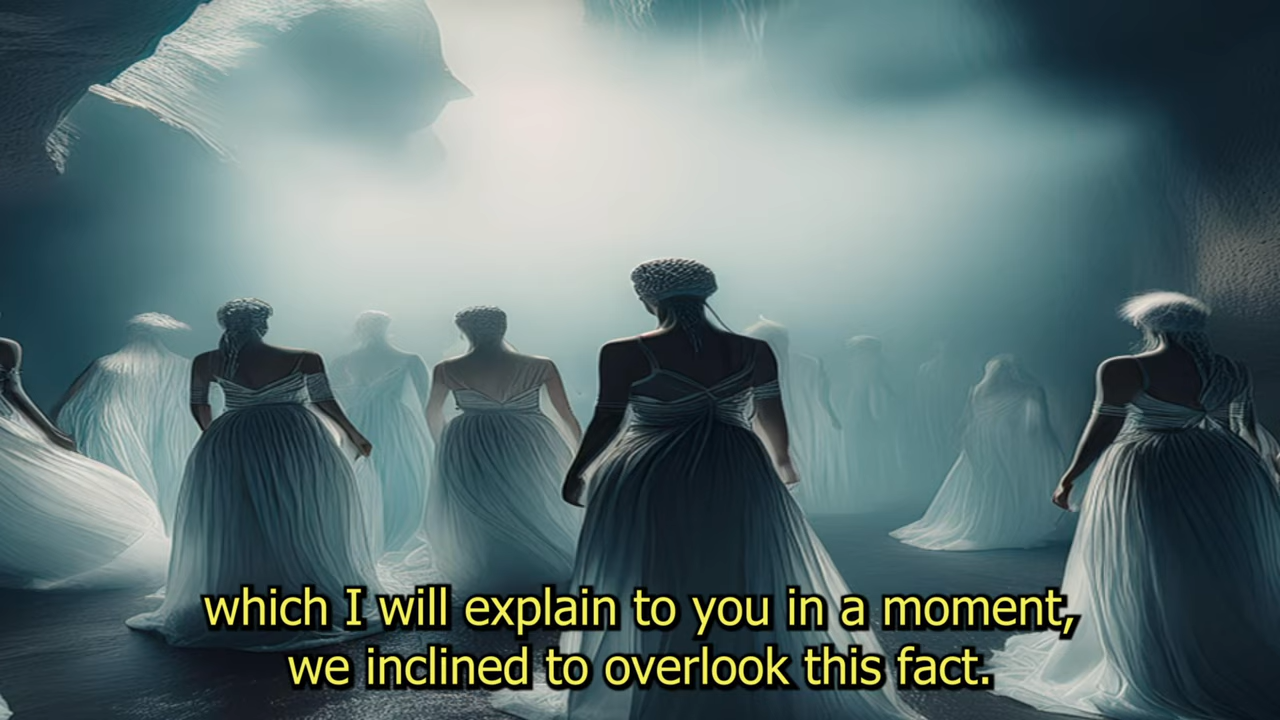 which I will explain to you in a moment,
we inclined to overlook this fact.